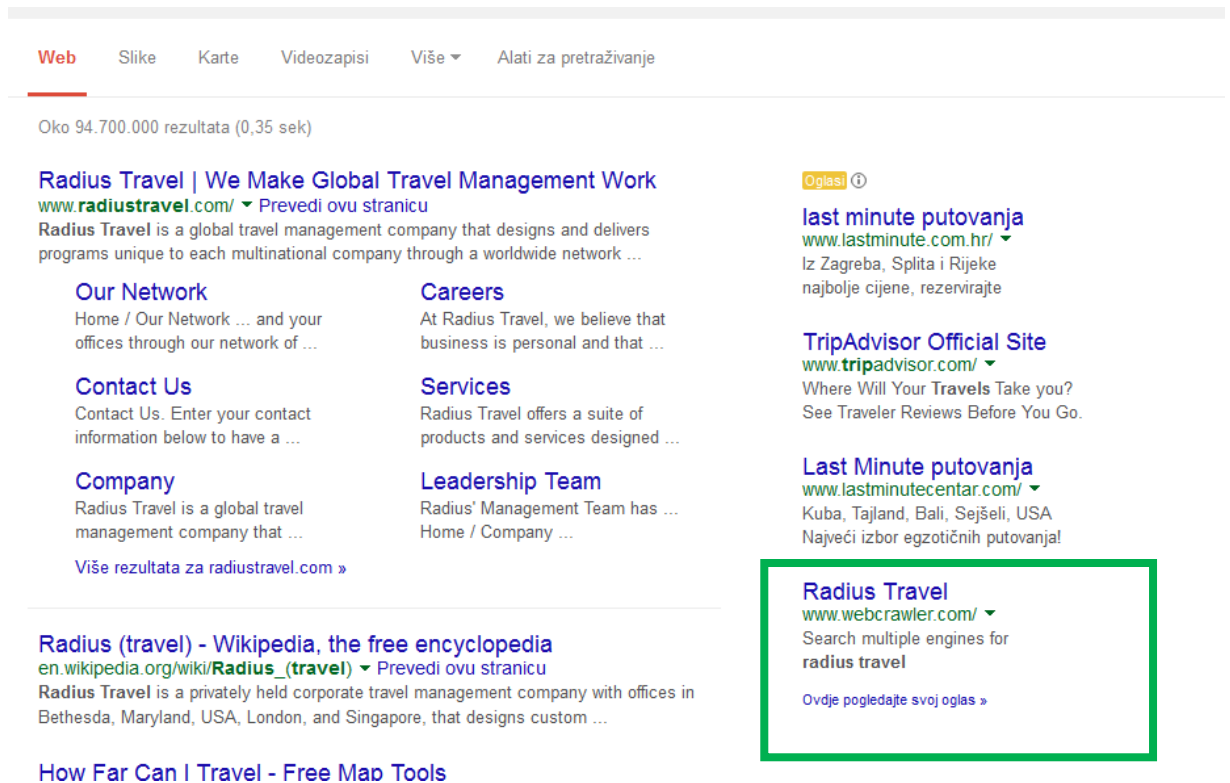 Web Slike Karte Videozapisi Više Alati za pretraživanje
Oko 94.700.000 rezultata (0,35 sek)
Radius Travel | We Make Global Travel Management Work
www.radiustravel.com/ Prevedi ovu stranicu
Radius Travel is a global travel management company that designs and delivers
programs unique to each multinational company through a worldwide network ...
Our Network
Home / Our Network ... and your
offices through our network of ...
Careers
At Radius Travel, we believe that
business is personal and that ...
Contact Us
Contact Us. Enter your contact
information below to have a ...
Services
Radius Travel offers a suite of
products and services designed ...
Company
Radius Travel is a global travel
management company that ...
Leadership Team
Radius' Management Team has ...
Home / Company ...
Više rezultata za radiustravel.com »
Radius (travel) - Wikipedia, the free encyclopedia
en.wikipedia.org/wiki/Radius_(travel) Prevedi ovu stranicu
Radius Travel is a privately held corporate travel management company with offices in
Bethesda, Maryland, USA, London, and Singapore, that designs custom ...
How Far Can I Travel - Free Map Tools
Oglasi
last minute putovanja
www.lastminute.com.hr/
Iz Zagreba, Splita i Rijeke
najbolje cijene, rezervirajte
TripAdvisor Official Site
www.tripadvisor.com/
Where Will Your Travels Take you?
See Traveler Reviews Before You Go.
Last Minute putovanja
www.lastminutecentar.com/
Kuba, Tajland, Bali, Sejšeli, USA
Najveći izbor egzotičnih putovanja!
Radius Travel
www.webcrawler.com/
Search multiple engines for
radius travel
Ovdje pogledajte svoj oglas »